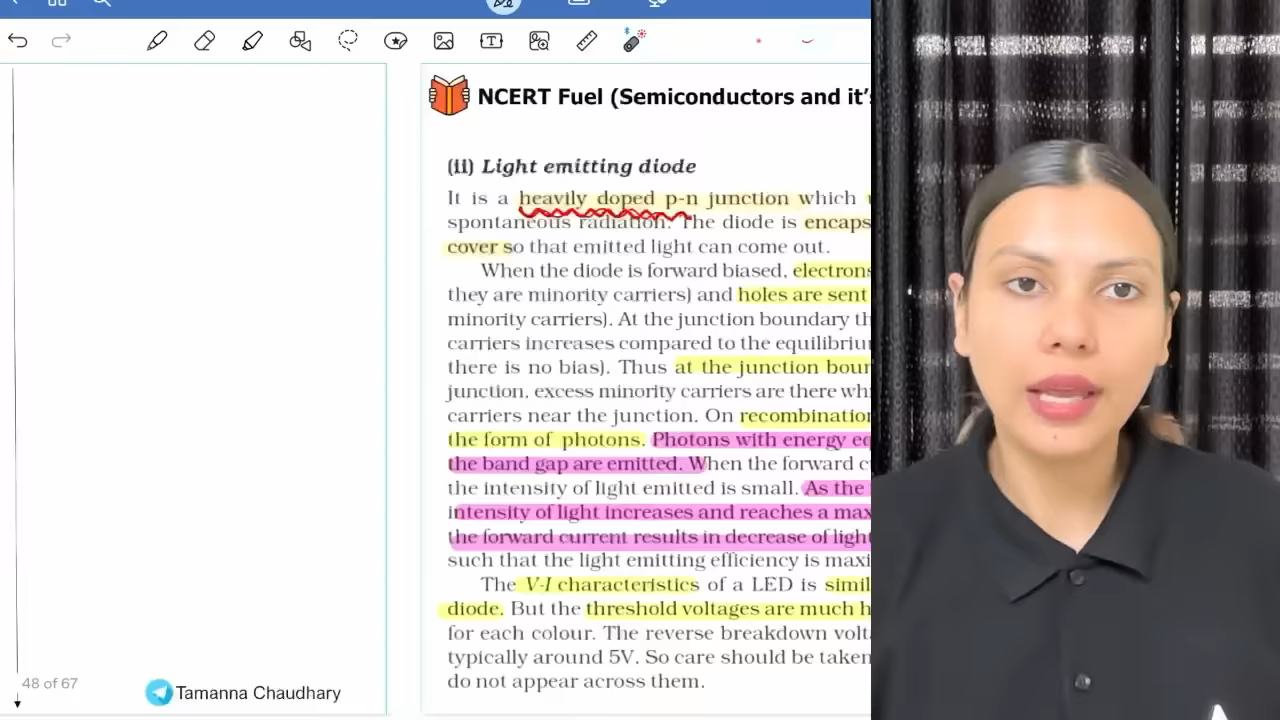 NCERT Fuel (Semiconductors and it's
(ii) Light emitting diode
It is a heavily doped p-n junction which
spontaneous radiation. The diode is encaps
cover so that emitted light can come out.
When the diode is forward biased, electrons
they are minority carriers) and holes are sent
minority carriers). At the junction boundary th
carriers increases compared to the equilibriu
there is no bias). Thus at the junction boun
junction, excess minority carriers are there wh
carriers near the junction. On recombination
the form of photons. Photons with energy eq
the band gap are emitted. When the forward c
the intensity of light emitted is small. As the
intensity of light increases and reaches a max
the forward current results in decrease of light
such that the light emitting efficiency is maxi
The V-I characteristics of a LED is simil
diode. But the threshold voltages are much h
for each colour. The reverse breakdown volt
typically around 5V. So care should be taken
do not appear across them.
48 of 67
Tamanna Chaudhary